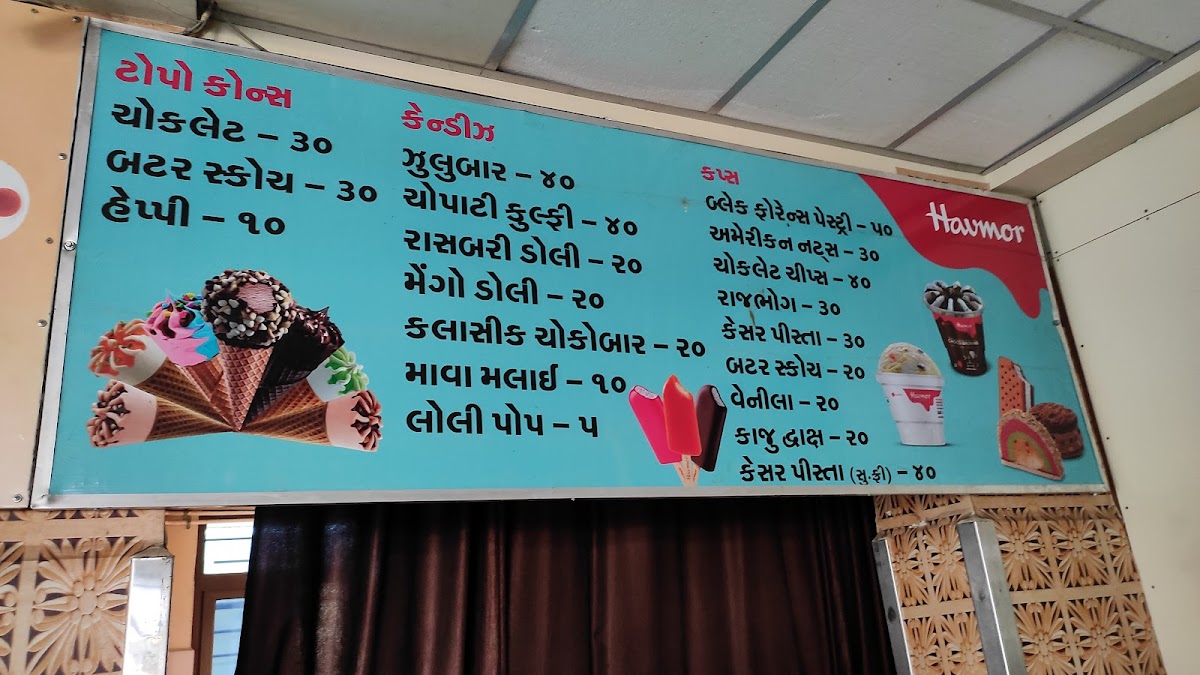 ટોપો કોન્સ
ચોકલેટ – ૩૦
બટર સ્કોચ – ૩૦
હેપ્પી – ૧૦
કેન્ડીઝ
ઝુલુબાર – ૪૦
ચોપાટી કુલ્ફી – ૪૦
રાસબરી ડોલી – ૨૦
મેંગો ડોલી – ૨૦
કલાસીક ચોકોબાર – ૨૦
માવા મલાઈ – ૧૦
લોલી પોપ – ૫
કપ્સ
બ્લેક ફોરેન્સ પેસ્ટ્રી – ૫૦
અમેરીકન નટ્સ – ૩૦
ચોકલેટ ચીપ્સ – ૪૦
રાજભોગ – ૩૦
કેસર પીસ્તા – ૩૦
બટર સ્કોચ – ૨૦
વેનીલા – ૨૦
કાજુ દ્વાક્ષ – ૨૦
કેસર પીસ્તા (સુ.ફ્રી) – ૪૦
Havmor
Havmor